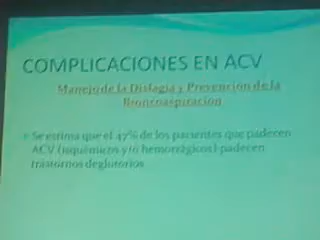 COMPLICACIONES EN ACV
Manejo de la Disfagia y Prevención de la
Broncoaspiración
Se estima que el 47% de los pacientes que padecen
ACV (isquémicos y/o hemorrágicos) padecen
trastornos deglutorios